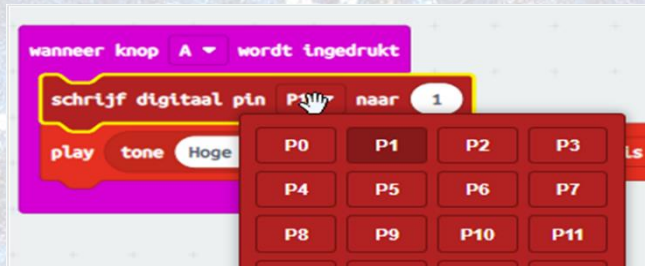 wanneer knop A wordt ingedrukt
schrijf digitaal pin P1 naar 1
play tone Hoge is
P0 P1 P2 P3
P4 P5 P6 P7
P8 P9 P10 P11